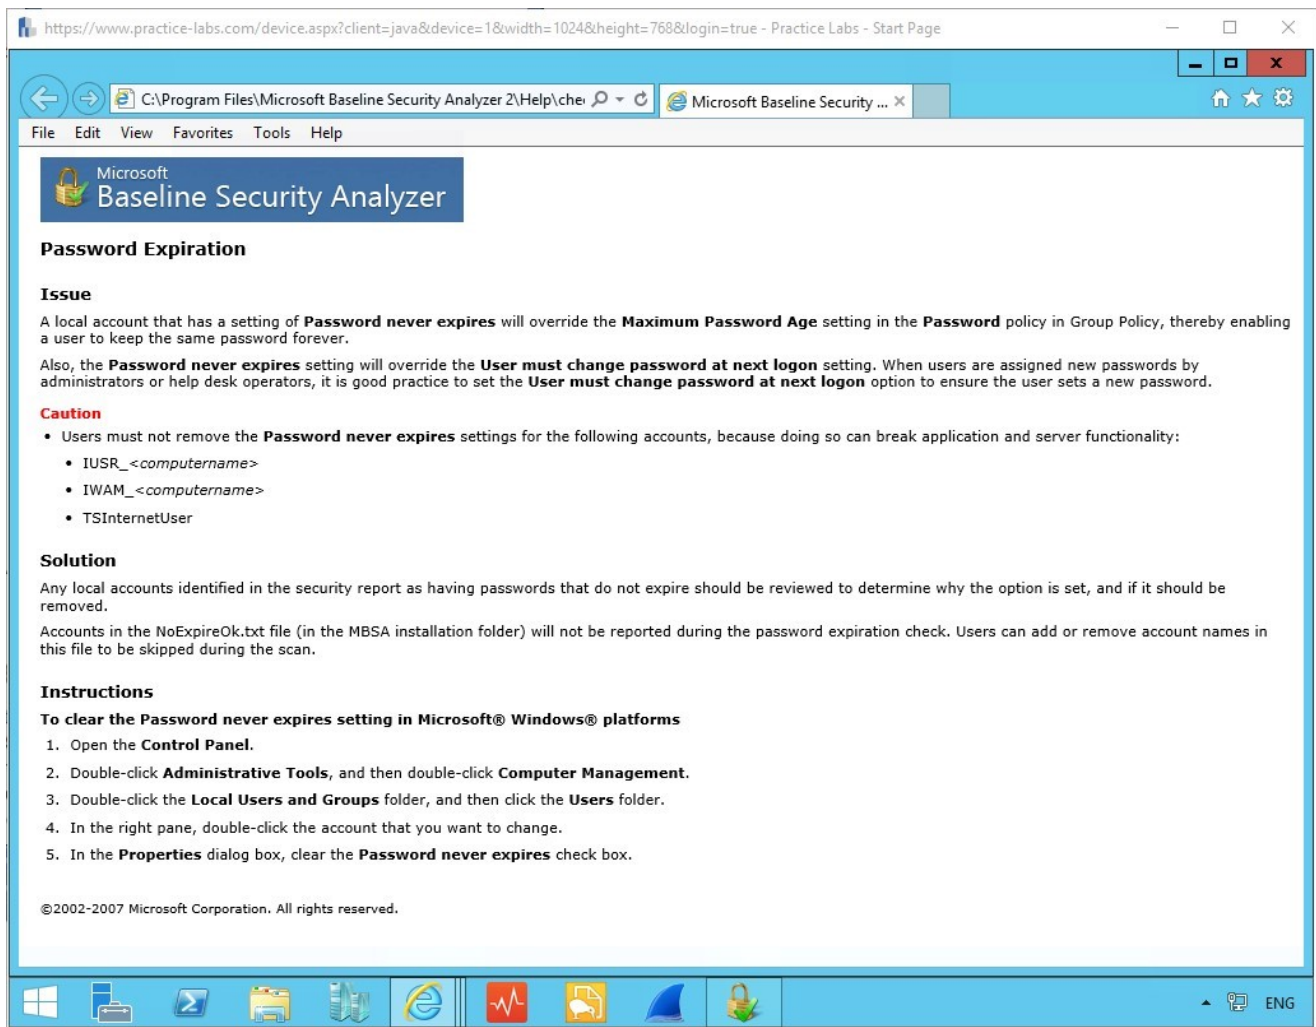 https://www.practice-labs.com/device.aspx?client=java&device=1&width=1024&height=768&login=true - Practice Labs - Start Page
C:\Program Files\Microsoft Baseline Security Analyzer 2\Help\che
Microsoft Baseline Security ...
File Edit View Favorites Tools Help
Microsoft
Baseline Security Analyzer
Password Expiration
Issue
A local account that has a setting of Password never expires will override the Maximum Password Age setting in the Password policy in Group Policy, thereby enabling
a user to keep the same password forever.
Also, the Password never expires setting will override the User must change password at next logon setting. When users are assigned new passwords by
administrators or help desk operators, it is good practice to set the User must change password at next logon option to ensure the user sets a new password.
Caution
• Users must not remove the Password never expires settings for the following accounts, because doing so can break application and server functionality:
• IUSR_<computername>
• IWAM_<computername>
• TSInternetUser
Solution
Any local accounts identified in the security report as having passwords that do not expire should be reviewed to determine why the option is set, and if it should be
removed.
Accounts in the NoExpireOk.txt file (in the MBSA installation folder) will not be reported during the password expiration check. Users can add or remove account names in
this file to be skipped during the scan.
Instructions
To clear the Password never expires setting in Microsoft® Windows® platforms
1. Open the Control Panel.
2. Double-click Administrative Tools, and then double-click Computer Management.
3. Double-click the Local Users and Groups folder, and then click the Users folder.
4. In the right pane, double-click the account that you want to change.
5. In the Properties dialog box, clear the Password never expires check box.
©2002-2007 Microsoft Corporation. All rights reserved.
ENG